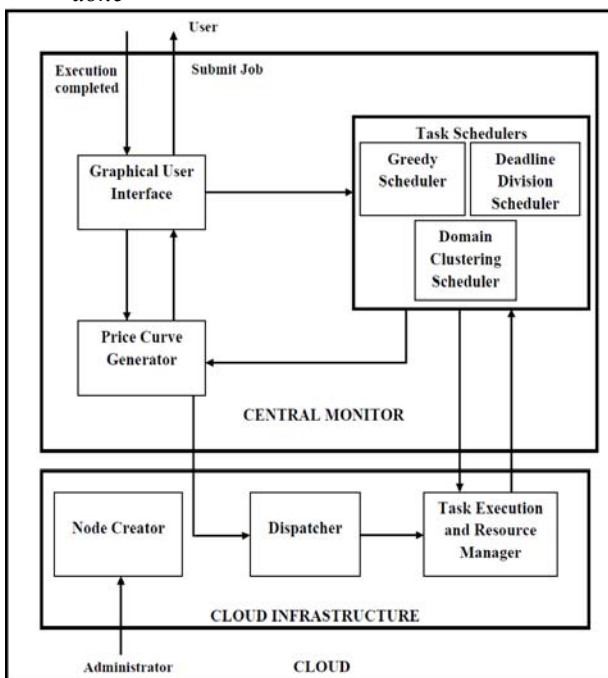 User
Execution
completed
Submit Job
Task Schedulers
Greedy
Scheduler
Deadline
Division
Scheduler
Domain
Clustering
Scheduler
Graphical User
Interface
Price Curve
Generator
CENTRAL MONITOR
Node Creator
Dispatcher
Task Execution
and Resource
Manager
CLOUD INFRASTRUCTURE
Administrator
CLOUD